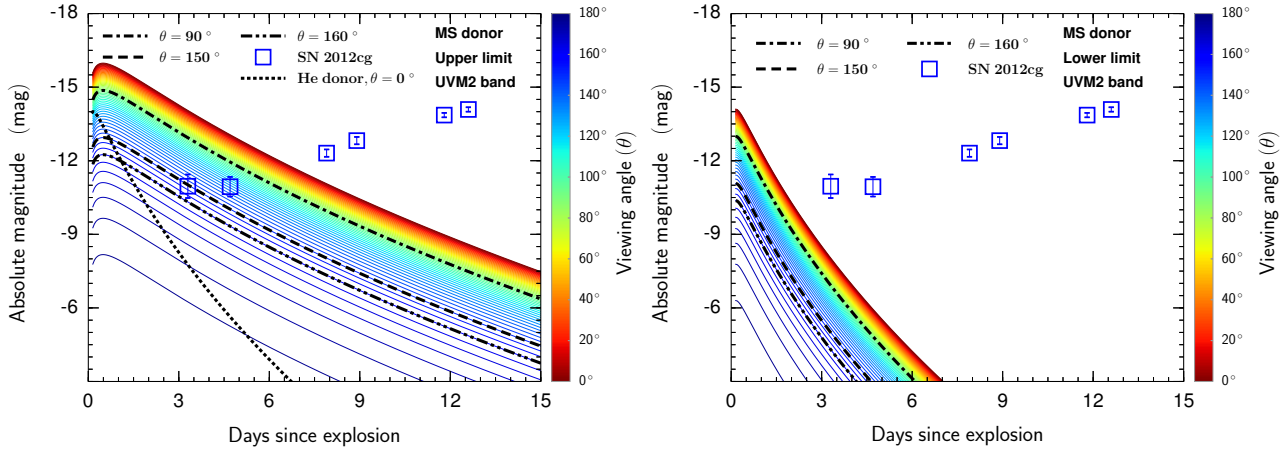 -18
-15
-12
-9
-6
0
3
6
9
12
15
Absolute magnitude (mag)
Days since explosion
θ = 90 °
θ = 150 °
θ = 160 °
SN 2012cg
He donor, θ = 0 °
MS donor
Upper limit
UVM2 band
180°
160°
140°
120°
100°
80°
60°
40°
20°
0°
Viewing angle (θ)
-18
-15
-12
-9
-6
0
3
6
9
12
15
Absolute magnitude (mag)
Days since explosion
θ = 90 °
θ = 150 °
θ = 160 °
SN 2012cg
MS donor
Lower limit
UVM2 band
180°
160°
140°
120°
100°
80°
60°
40°
20°
0°
Viewing angle (θ)